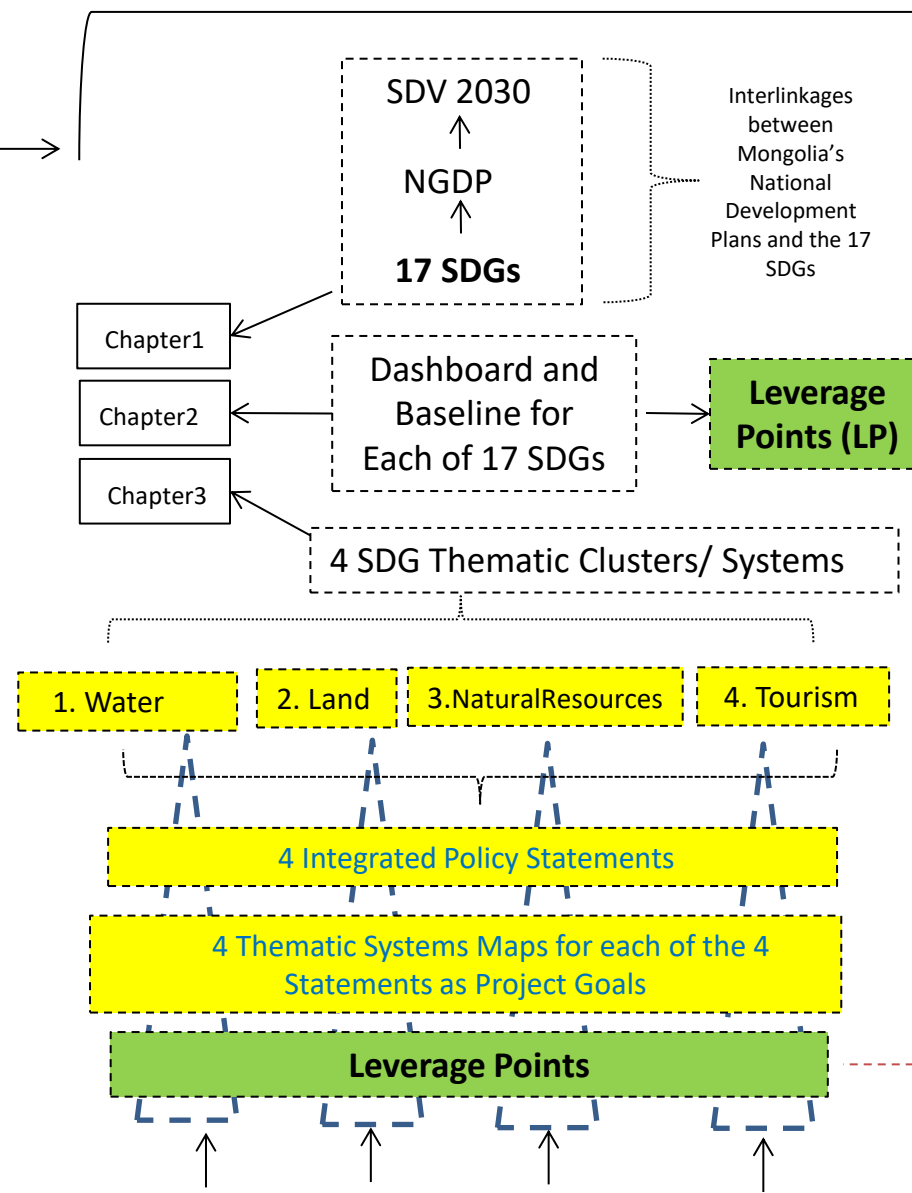 SDV 2030
NGDP
17 SDGs
Interlinkages
between
Mongolia's
National
Development
Plans and the 17
SDGs
Chapter1
Chapter2
Chapter3
Dashboard and
Baseline for
Each of 17 SDGs
Leverage
Points (LP)
4 SDG Thematic Clusters/ Systems
1. Water
2. Land
3.NaturalResources
4. Tourism
4 Integrated Policy Statements
4 Thematic Systems Maps for each of the 4
Statements as Project Goals
Leverage Points